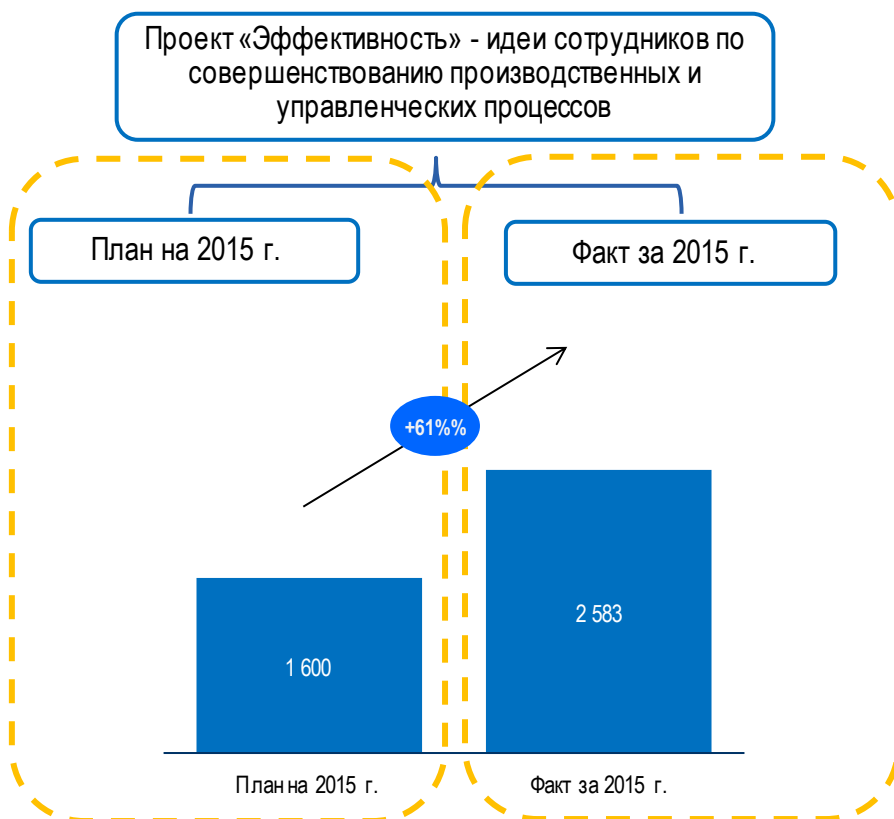 Проект «Эффективность» - идеи сотрудников по
совершенствованию производственных и
управленческих процессов
План на 2015 г.
Факт за 2015 г.
+61%%
2 583
1 600
План на 2015 г.
Факт за 2015 г.